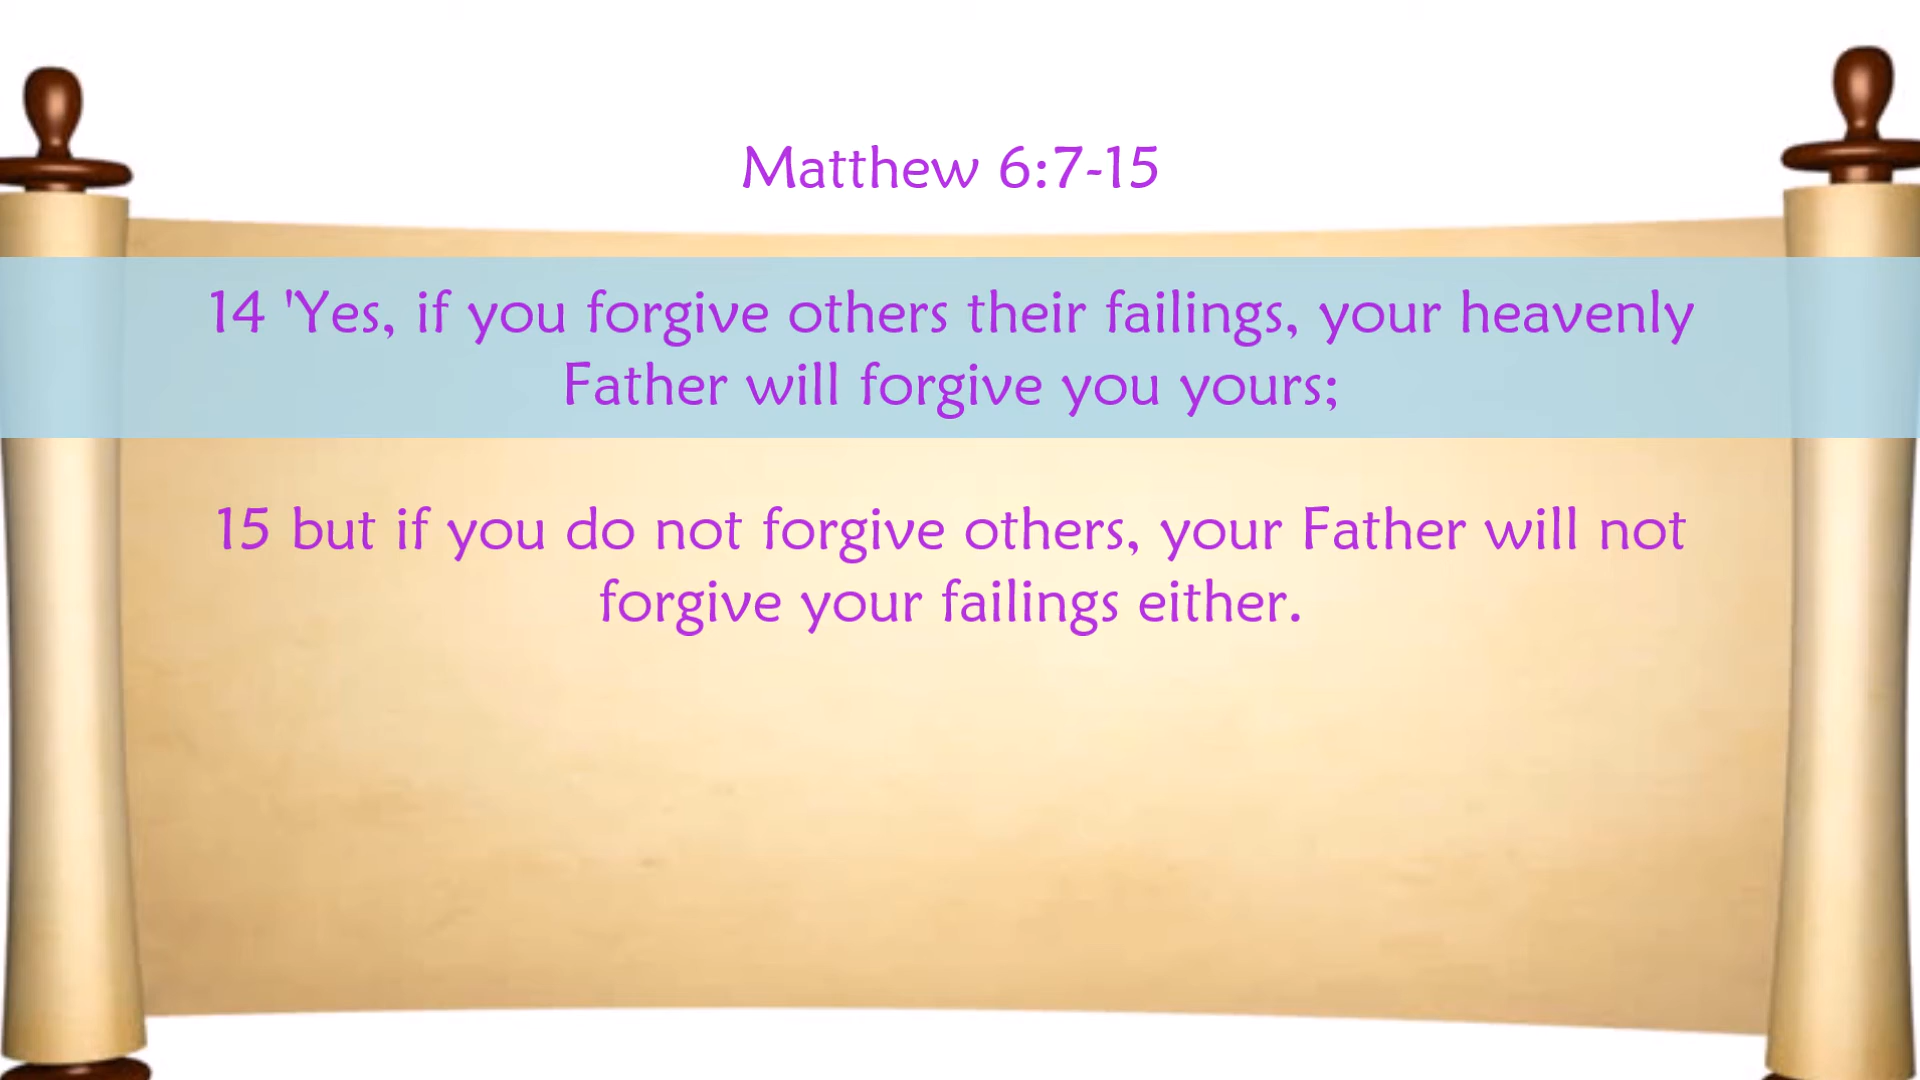 Matthew 6:7-15
14 'Yes, if you forgive others their failings, your heavenly
Father will forgive you yours;
15 but if you do not forgive others, your Father will not
forgive your failings either.